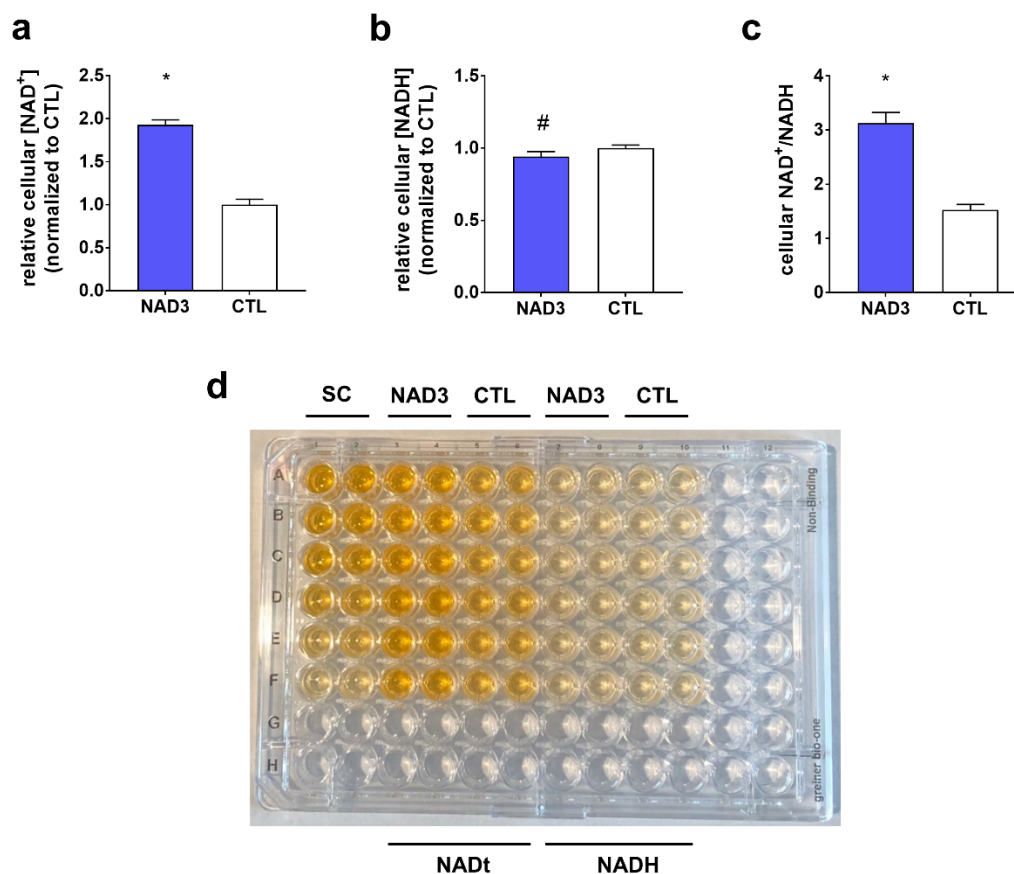 a
relative cellular [NAD⁺]
(normalized to CTL)
2.5
2.0
1.5
1.0
0.5
0.0
*
NAD3
CTL
b
relative cellular [NADH]
(normalized to CTL)
1.5
1.0
0.5
0.0
#
NAD3
CTL
c
cellular NAD⁺/NADH
4
3
2
1
0
*
NAD3
CTL
d
SC NAD3 CTL NAD3 CTL
1 2 3 4 5 6 7 8 9 10 11 12
A
B
C
D
E
F
G
H
Non-Binding
greiner bio-one
NADt NADH